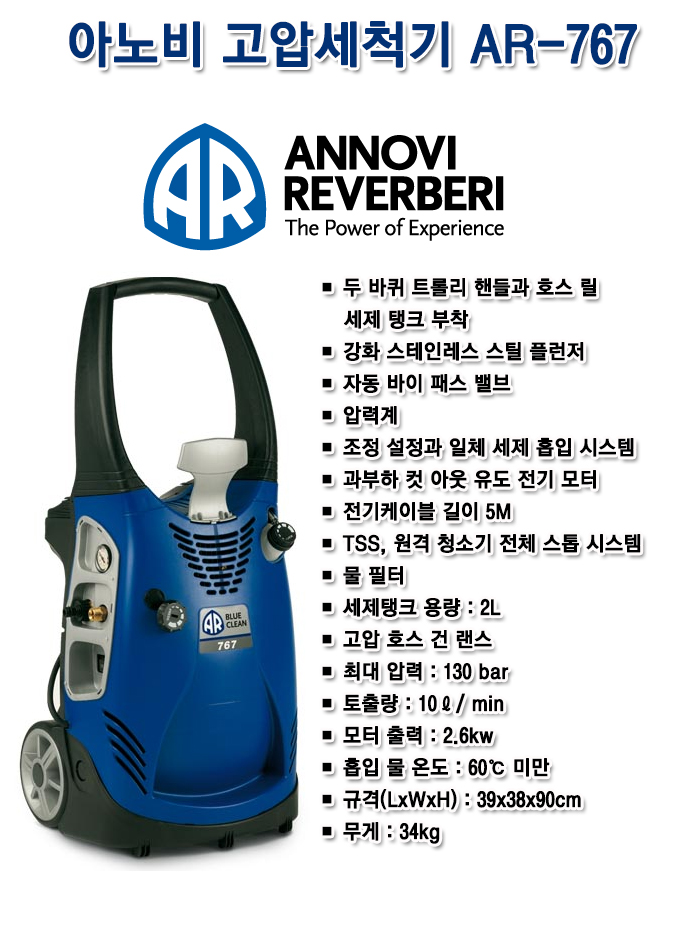 아노비 고압세척기 AR-767
AR
ANNOVI
REVERBERI
The Power of Experience
■ 두 바퀴 트롤리 핸들과 호스 릴
세제 탱크 부착
■ 강화 스테인레스 스틸 플런저
■ 자동 바이 패스 밸브
■ 압력계
■ 조정 설정과 일체 세제 흡입 시스템
■ 과부하 컷 아웃 유도 전기 모터
■ 전기케이블 길이 5M
■ TSS, 원격 청소기 전체 스톱 시스템
■ 물 필터
■ 세제탱크 용량 : 2L
■ 고압 호스 건 랜스
■ 최대 압력 : 130 bar
■ 토출량 : 10ℓ / min
■ 모터 출력 : 2.6kw
■ 흡입 물 온도 : 60℃ 미만
■ 규격(LxWxH) : 39x38x90cm
■ 무게 : 34kg
AR BLUE
CLEAN
767